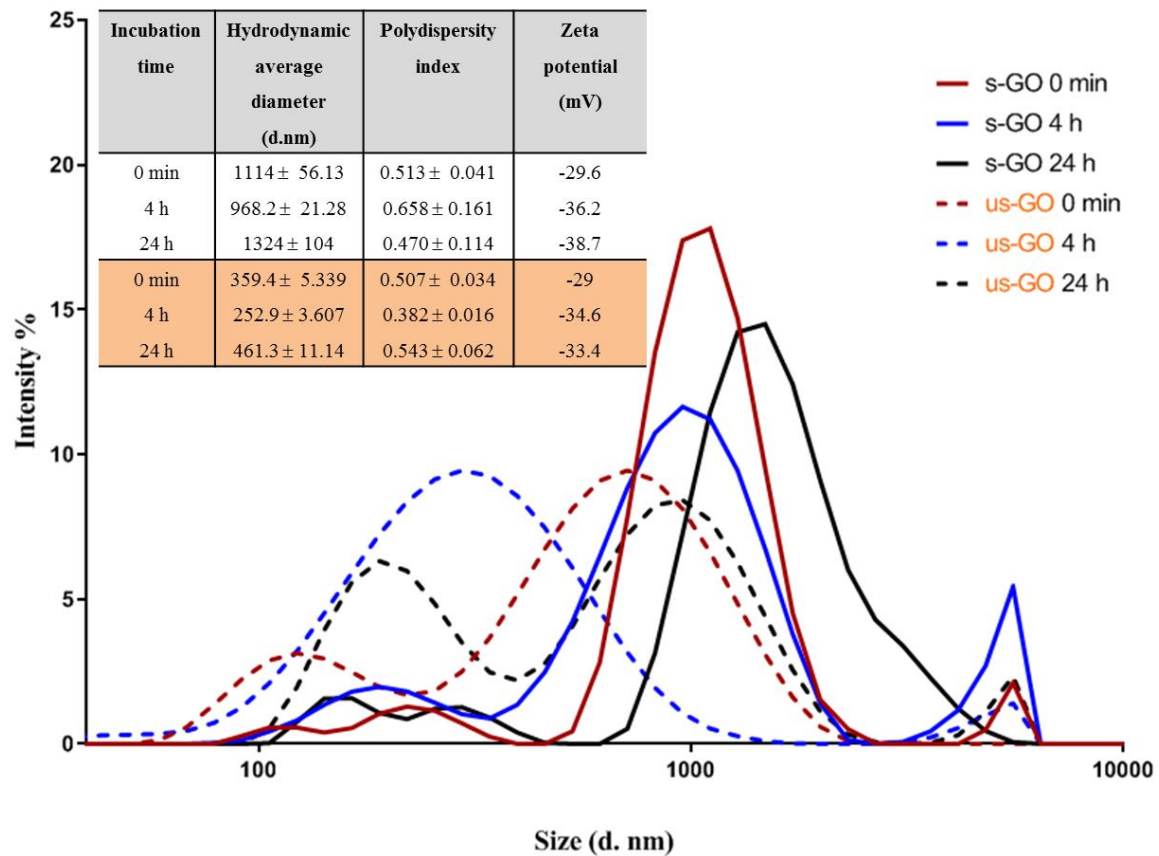 25
20
15
10
5
0
Intensity %
Incubation time
Hydrodynamic average diameter (d.nm)
Polydispersity index
Zeta potential (mV)
0 min 1114 ± 56.13 0.513 ± 0.041 -29.6
4 h 968.2 ± 21.28 0.658 ± 0.161 -36.2
24 h 1324 ± 104 0.470 ± 0.114 -38.7
0 min 359.4 ± 5.339 0.507 ± 0.034 -29
4 h 252.9 ± 3.607 0.382 ± 0.016 -34.6
24 h 461.3 ± 11.14 0.543 ± 0.062 -33.4
s-GO 0 min
s-GO 4 h
s-GO 24 h
us-GO 0 min
us-GO 4 h
us-GO 24 h
100 1000 10000
Size (d. nm)